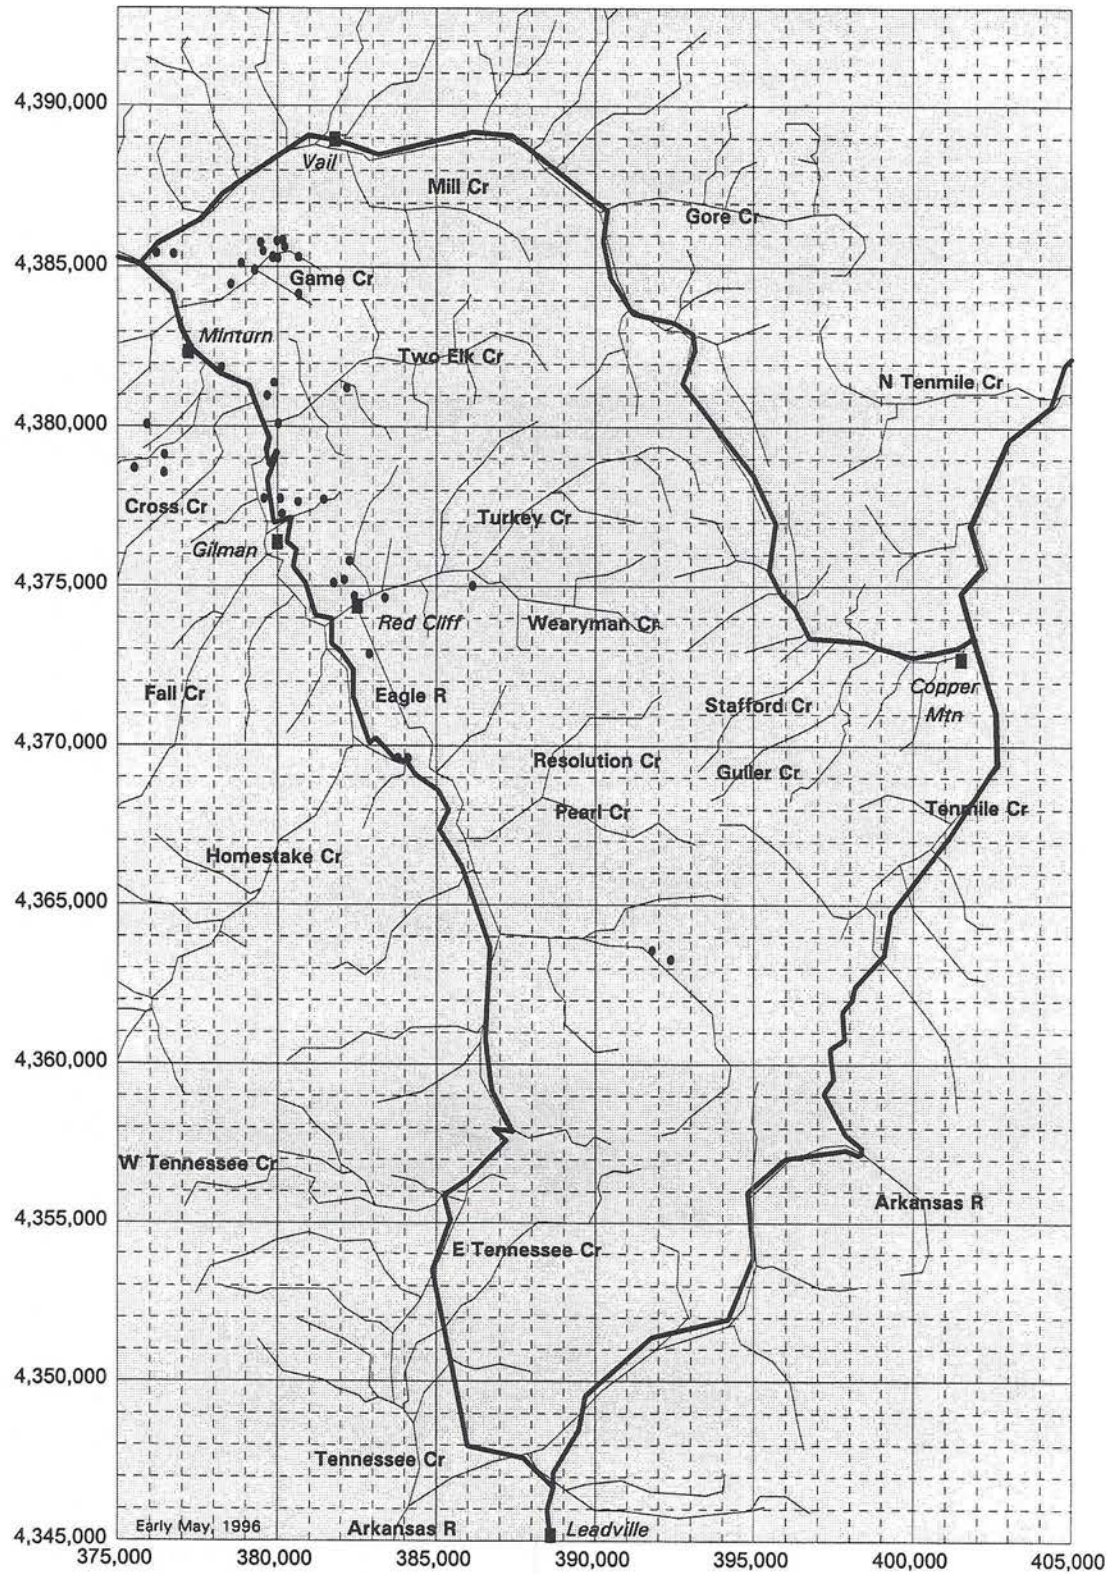 4,390,000
Vail
Mill Cr
Gore Cr
4,385,000
Game Cr
Minturn
Two Elk Cr
N Tenmile Cr
4,380,000
Cross Cr
Turkey Cr
Gilman
4,375,000
Red Cliff
Wearyman Cr
Fall Cr
Eagle R
Stafford Cr
Copper
Mtn
4,370,000
Resolution Cr
Guller Cr
Pearl Cr
Tenmile Cr
Homestake Cr
4,365,000
4,360,000
W Tennessee Cr
Arkansas R
4,355,000
E Tennessee Cr
4,350,000
Tennessee Cr
Early May, 1996
Arkansas R
Leadville
4,345,000
375,000
380,000
385,000
390,000
395,000
400,000
405,000